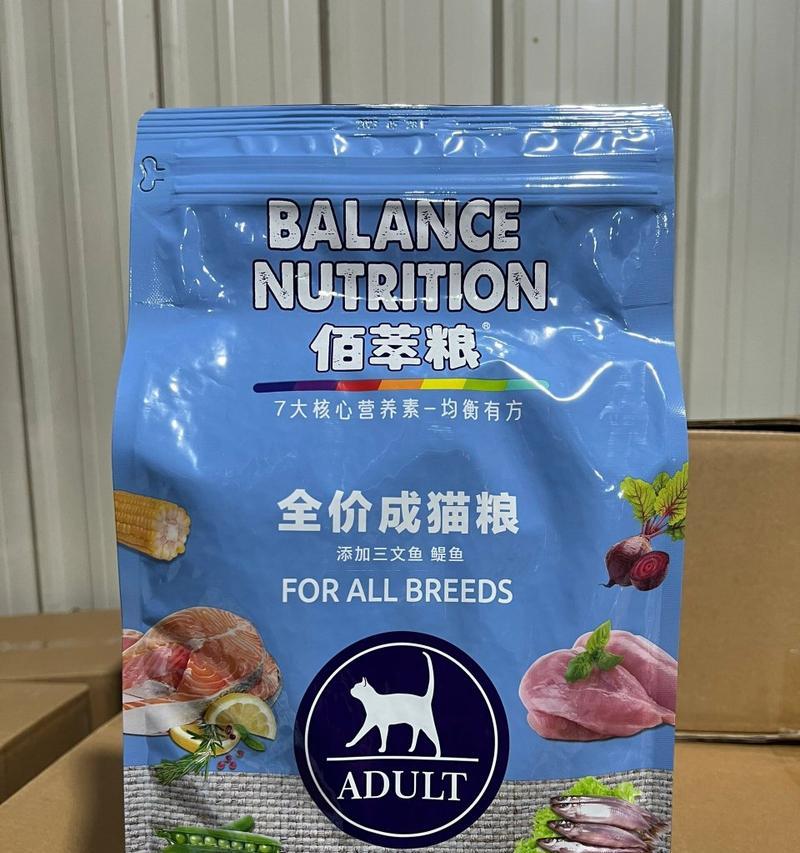 BALANCE
NUTRITION
佰萃粮®
7大核心营养素-均衡有方
全价成猫粮
添加三文鱼 鳀鱼
FOR ALL BREEDS
ADULT